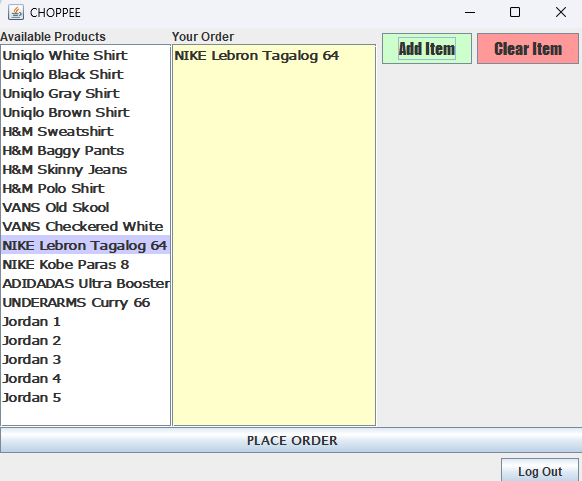 CHOPPEE
Available Products
Your Order
Uniqlo White Shirt
Uniqlo Black Shirt
Uniqlo Gray Shirt
Uniqlo Brown Shirt
H&M Sweatshirt
H&M Baggy Pants
H&M Skinny Jeans
H&M Polo Shirt
VANS Old Skool
VANS Checkered White
NIKE Lebron Tagalog 64
NIKE Kobe Paras 8
ADIDADAS Ultra Booster
UNDERARMS Curry 66
Jordan 1
Jordan 2
Jordan 3
Jordan 4
Jordan 5
NIKE Lebron Tagalog 64
Add Item
Clear Item
PLACE ORDER
Log Out